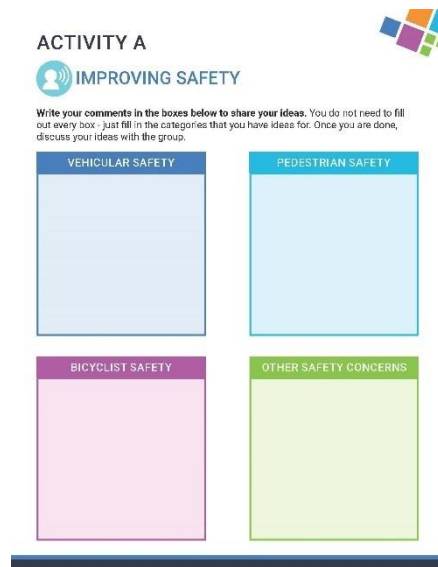 ACTIVITY A
IMPROVING SAFETY
Write your comments in the boxes below to share your ideas. You do not need to fill
out every box - just fill in the categories that you have ideas for. Once you are done,
discuss your ideas with the group.
VEHICULAR SAFETY
PEDESTRIAN SAFETY
BICYCLIST SAFETY
OTHER SAFETY CONCERNS